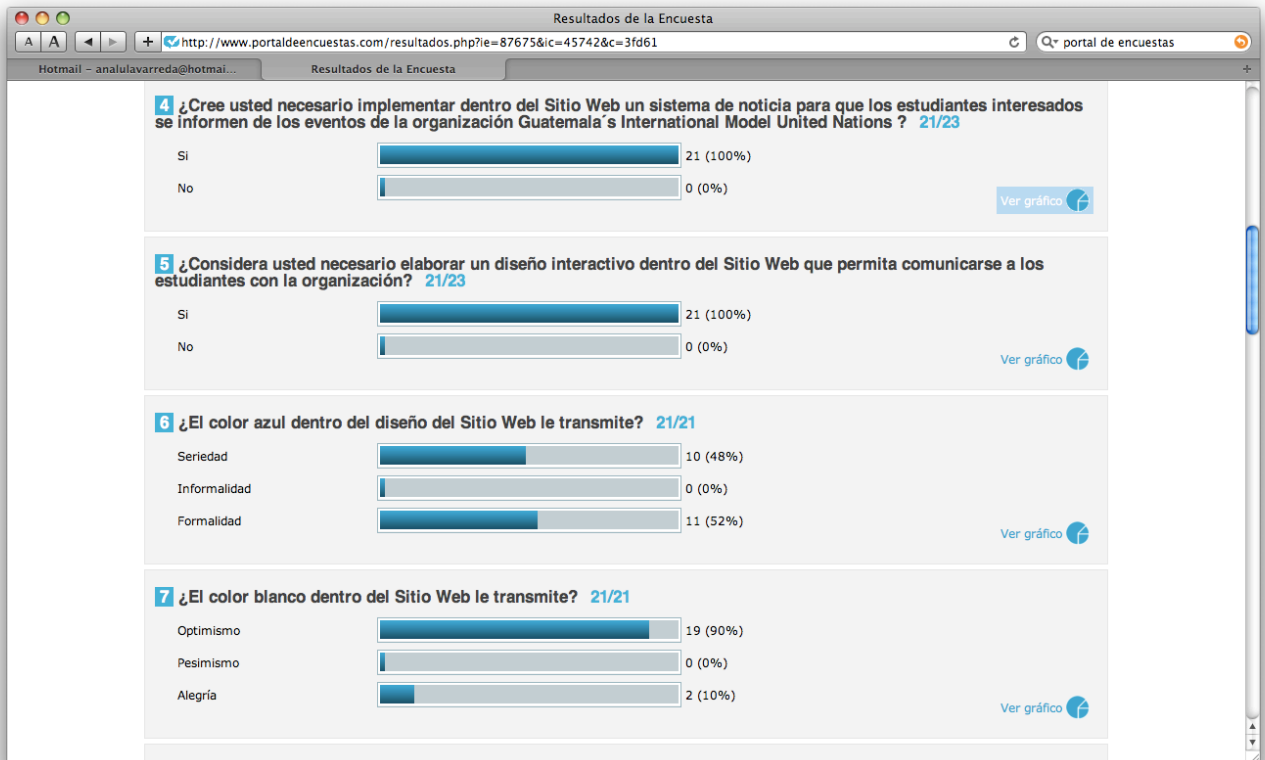 Resultados de la Encuesta
A A + http://www.portaldeencuestas.com/resultados.php?ie=87675&ic=45742&c=3fd61 portal de encuestas
Hotmail – analulavarreda@hotmai... Resultados de la Encuesta +
4 ¿Cree usted necesario implementar dentro del Sitio Web un sistema de noticia para que los estudiantes interesados
se informen de los eventos de la organización Guatemala´s International Model United Nations ? 21/23
Si 21 (100%)
No 0 (0%)
Ver gráfico
5 ¿Considera usted necesario elaborar un diseño interactivo dentro del Sitio Web que permita comunicarse a los
estudiantes con la organización? 21/23
Si 21 (100%)
No 0 (0%)
Ver gráfico
6 ¿El color azul dentro del diseño del Sitio Web le transmite? 21/21
Seriedad 10 (48%)
Informalidad 0 (0%)
Formalidad 11 (52%)
Ver gráfico
7 ¿El color blanco dentro del Sitio Web le transmite? 21/21
Optimismo 19 (90%)
Pesimismo 0 (0%)
Alegría 2 (10%)
Ver gráfico